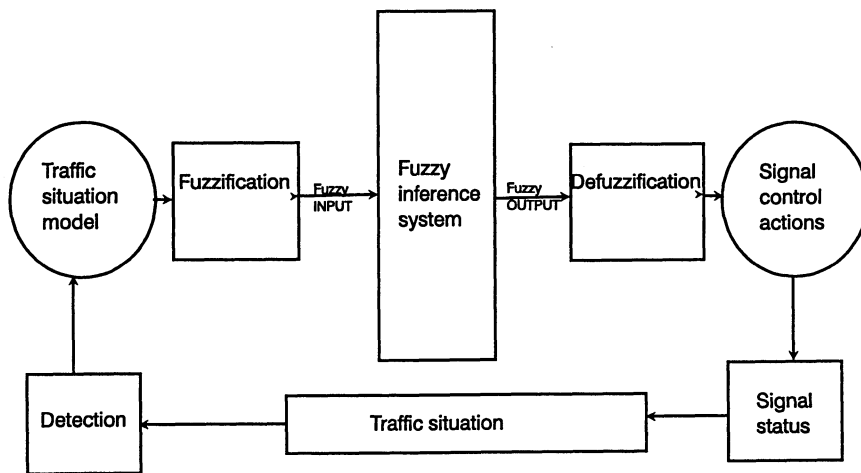 Traffic
situation
model
Fuzzification
Fuzzy
INPUT
Fuzzy
inference
system
Fuzzy
OUTPUT
Defuzzification
Signal
control
actions
Detection
Traffic situation
Signal
status